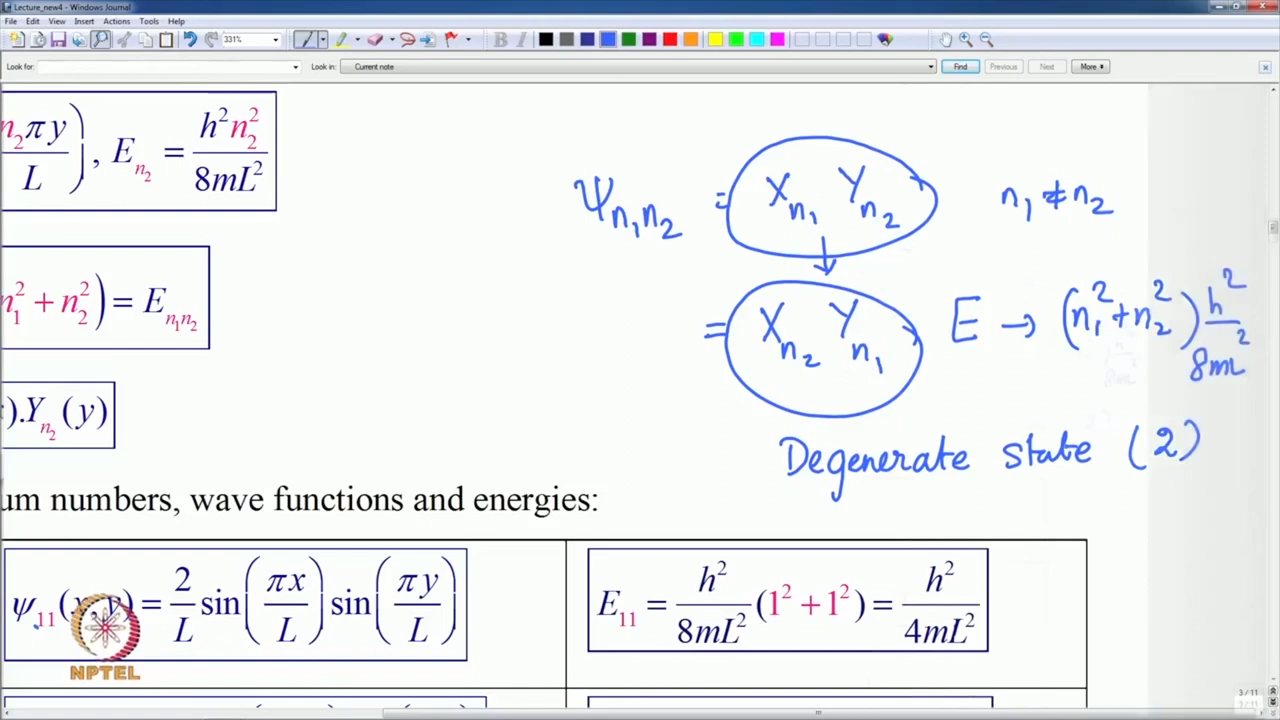 Lecture_new4 - Windows Journal
File Edit View Insert Actions Tools Help
331%
B I
Look for: Look in: Current note Find Previous Next More
n₂πy/L), E_{n₂} = h²n₂²/8mL²
n₁² + n₂²) = E_{n₁n₂}
).Y_{n₂}(y)
ψ_{n₁n₂} = X_{n₁} Y_{n₂} n₁ ≠ n₂
= X_{n₂} Y_{n₁} E → (n₁² + n₂²) h²/8mL²
Degenerate state (2)
um numbers, wave functions and energies:
ψ₁₁(x, y) = 2/L sin(πx/L) sin(πy/L) E₁₁ = h²/8mL² (1² + 1²) = h²/4mL²
NPTEL
3 / 11